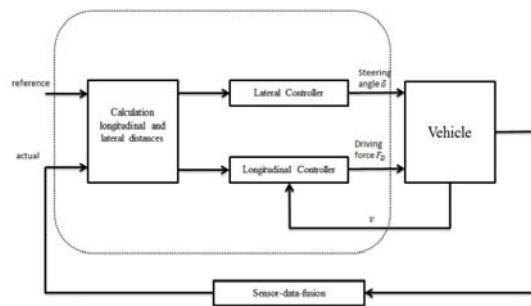 reference
actual
Calculation
longitudinal and
lateral distances
Lateral Controller
Longitudinal Controller
Steering
angle δ
Driving
force F_D
Vehicle
v
Sensor-data-fusion